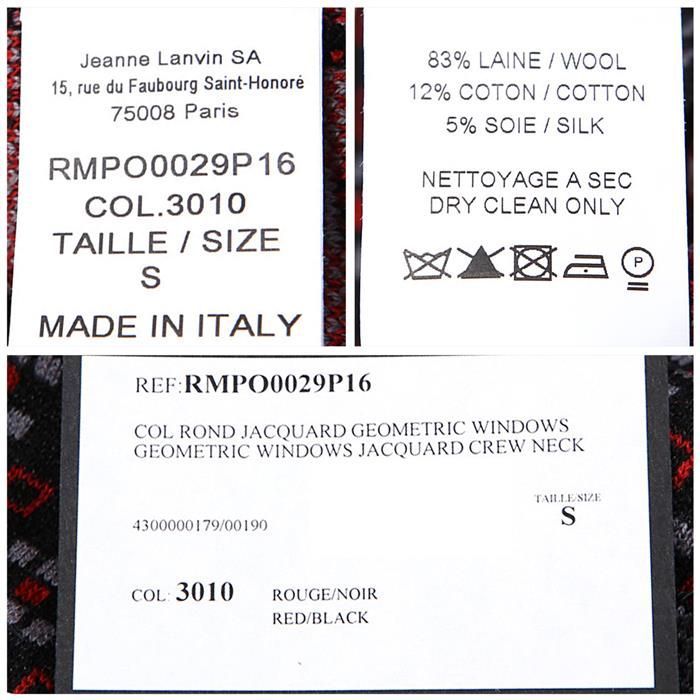 Jeanne Lanvin SA
15, rue du Faubourg Saint-Honoré
75008 Paris
RMPO0029P16
COL.3010
TAILLE / SIZE
S
MADE IN ITALY
83% LAINE / WOOL
12% COTON / COTTON
5% SOIE / SILK
NETTOYAGE A SEC
DRY CLEAN ONLY
P
REF:RMPO0029P16
COL ROND JACQUARD GEOMETRIC WINDOWS
GEOMETRIC WINDOWS JACQUARD CREW NECK
TAILLE/SIZE
S
4300000179/00190
COL: 3010 ROUGE/NOIR
RED/BLACK